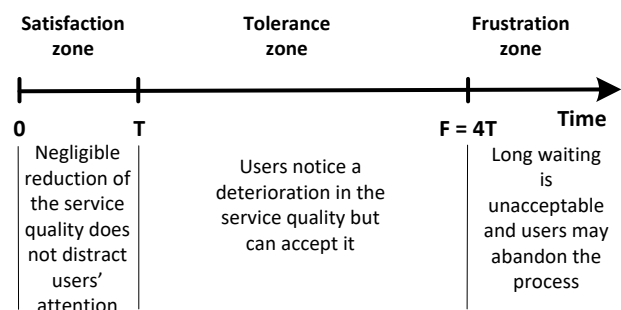 Satisfaction
zone
Tolerance
zone
Frustration
zone
0
T
F = 4T
Time
Negligible
reduction of
the service
quality does
not distract
users'
attention
Users notice a
deterioration in the
service quality but
can accept it
Long waiting
is
unacceptable
and users may
abandon the
process